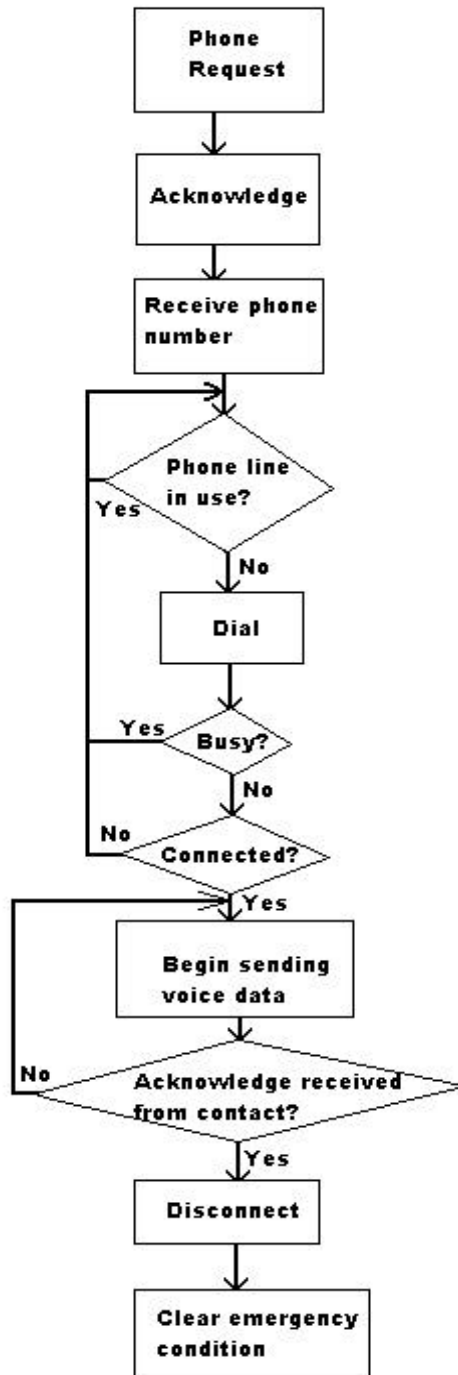 Phone
Request
Acknowledge
Receive phone
number
Phone line
in use?
Yes
No
Dial
Yes
Busy?
No
No
Connected?
Yes
Begin sending
voice data
No
Acknowledge received
from contact?
Yes
Disconnect
Clear emergency
condition